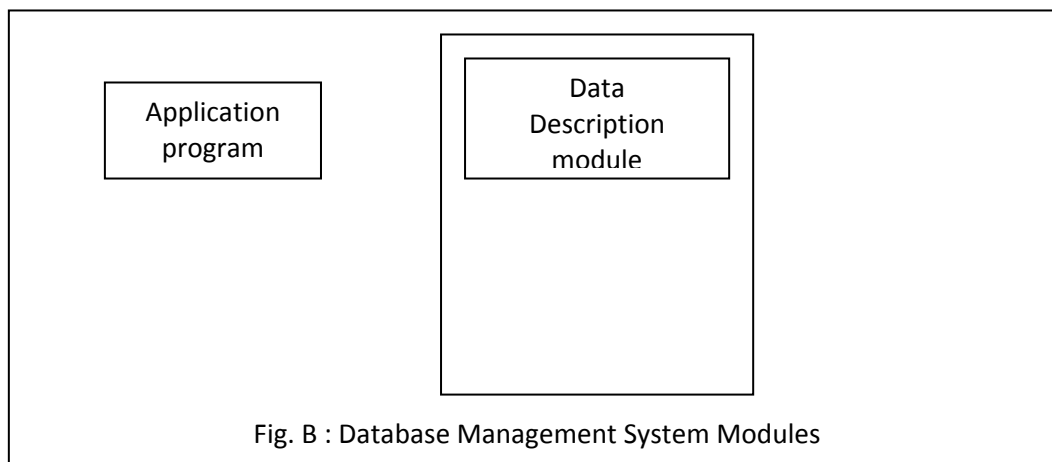 Application
program
Data
Description
module
Fig. B : Database Management System Modules